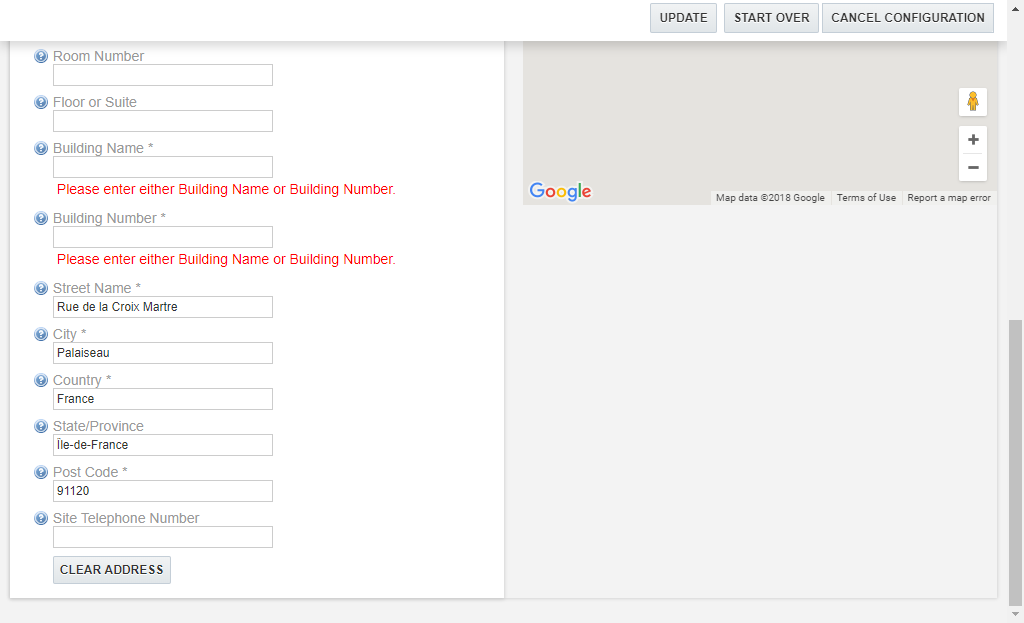 UPDATE START OVER CANCEL CONFIGURATION
Room Number
Floor or Suite
Building Name *
Please enter either Building Name or Building Number.
Building Number *
Please enter either Building Name or Building Number.
Street Name *
Rue de la Croix Martre
City *
Palaiseau
Country *
France
State/Province
Île-de-France
Post Code *
91120
Site Telephone Number
CLEAR ADDRESS
Google
Map data ©2018 Google Terms of Use Report a map error